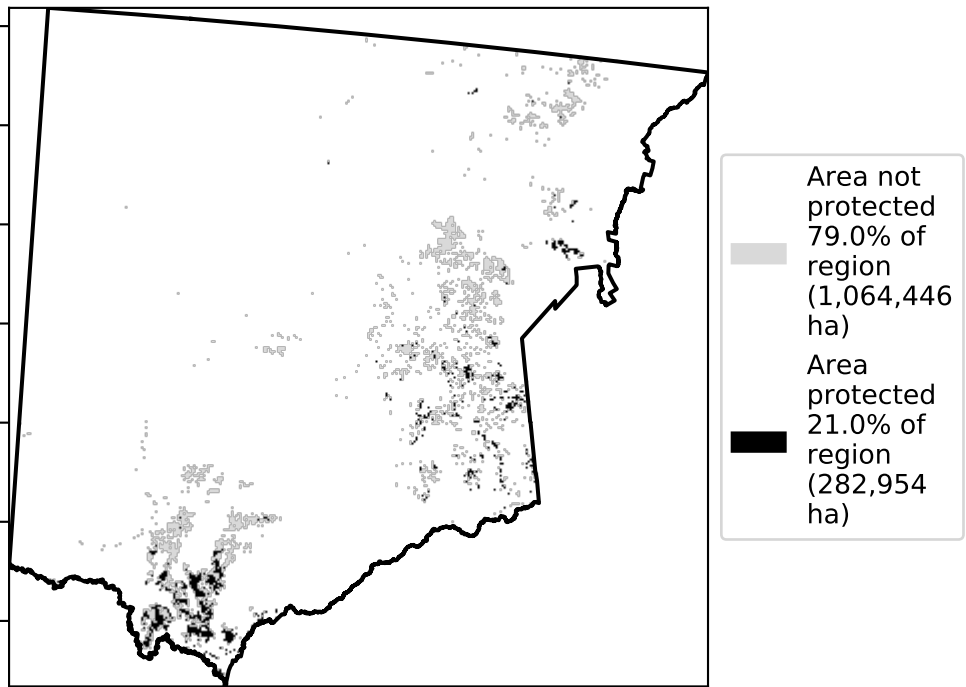 Area not
protected
79.0% of
region
(1,064,446
ha)
Area
protected
21.0% of
region
(282,954
ha)